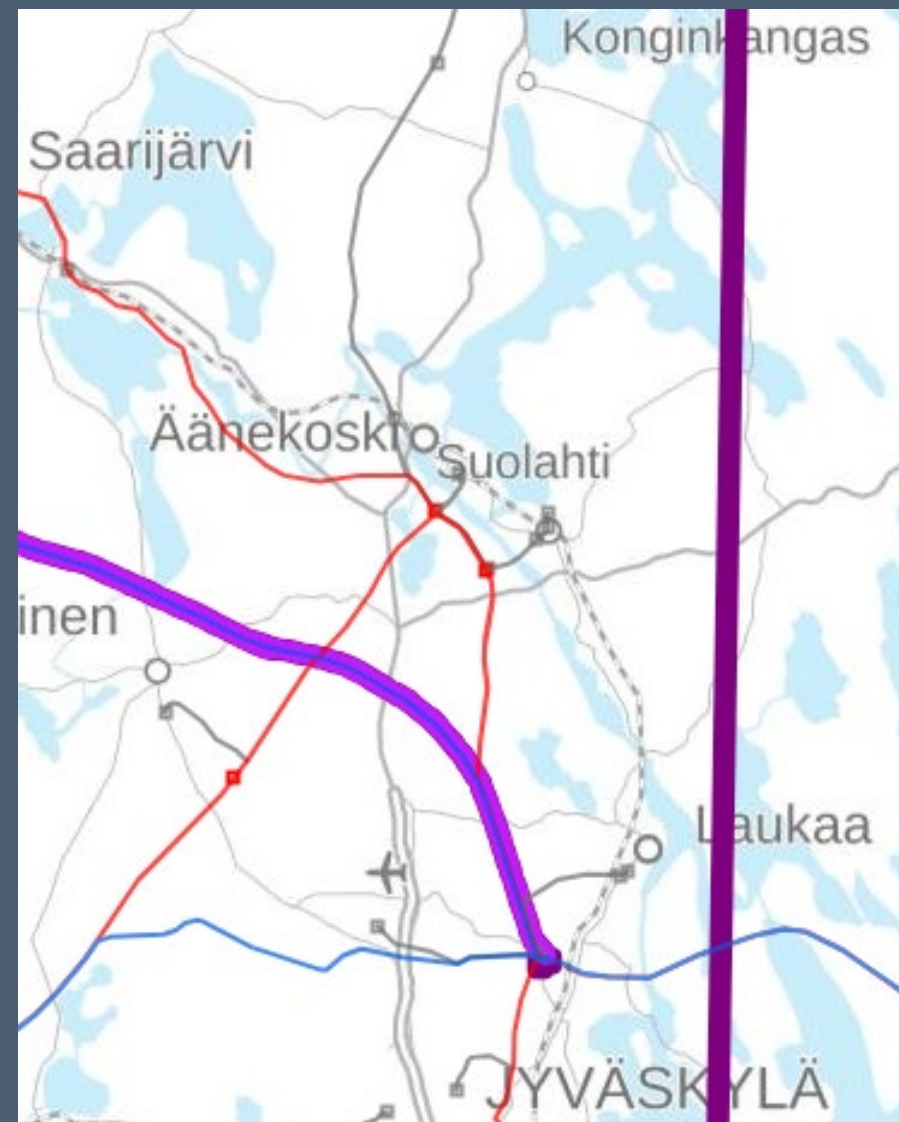 Konginkangas
Saarijärvi
Äänekoski
Suolahti
inen
Laukaa
JYVÄSKYLÄ